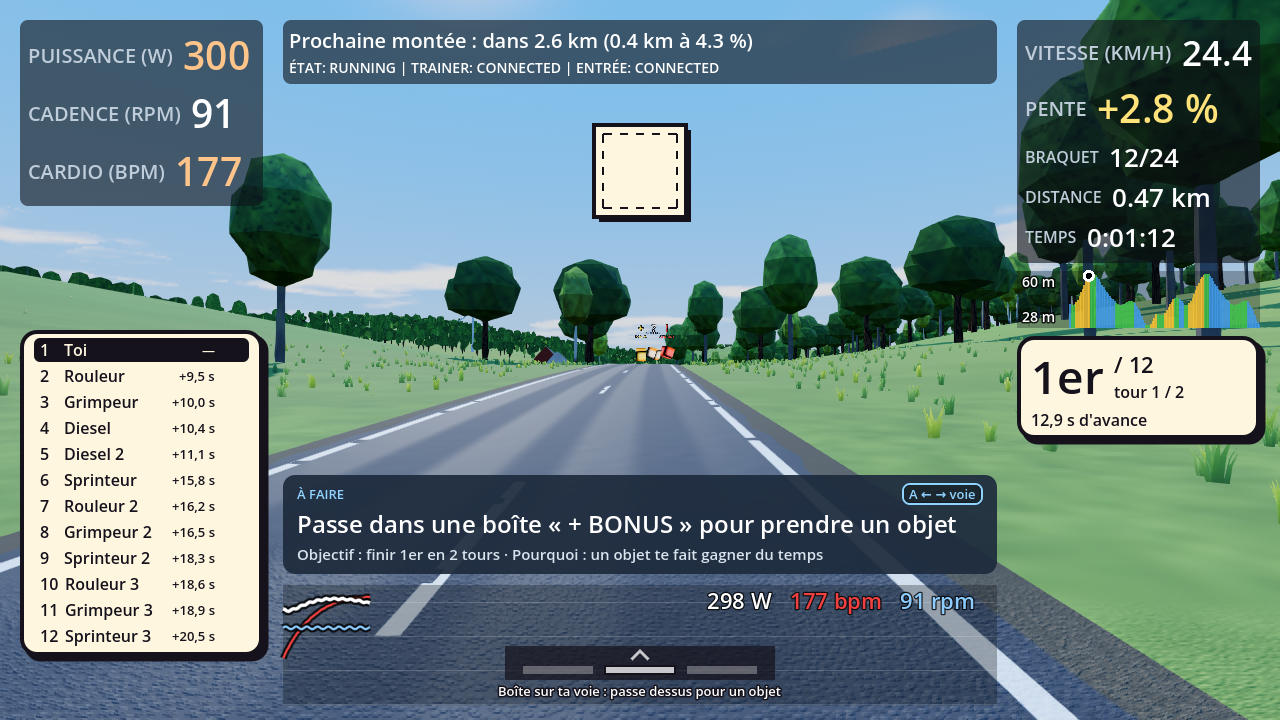 PUISSANCE (W) 300
CADENCE (RPM) 91
CARDIO (BPM) 177
Prochaine montée : dans 2.6 km (0.4 km à 4.3 %)
ÉTAT: RUNNING | TRAINER: CONNECTED | ENTRÉE: CONNECTED
VITESSE (KM/H) 24.4
PENTE +2.8 %
BRAQUET 12/24
DISTANCE 0.47 km
TEMPS 0:01:12
60 m
28 m
1er / 12
tour 1 / 2
12,9 s d'avance
1 Toi —
2 Rouleur +9,5 s
3 Grimpeur +10,0 s
4 Diesel +10,4 s
5 Diesel 2 +11,1 s
6 Sprinteur +15,8 s
7 Rouleur 2 +16,2 s
8 Grimpeur 2 +16,5 s
9 Sprinteur 2 +18,3 s
10 Rouleur 3 +18,6 s
11 Grimpeur 3 +18,9 s
12 Sprinteur 3 +20,5 s
À FAIRE
A ← → voie
Passe dans une boîte « + BONUS » pour prendre un objet
Objectif : finir 1er en 2 tours · Pourquoi : un objet te fait gagner du temps
298 W 177 bpm 91 rpm
Boîte sur ta voie : passe dessus pour un objet